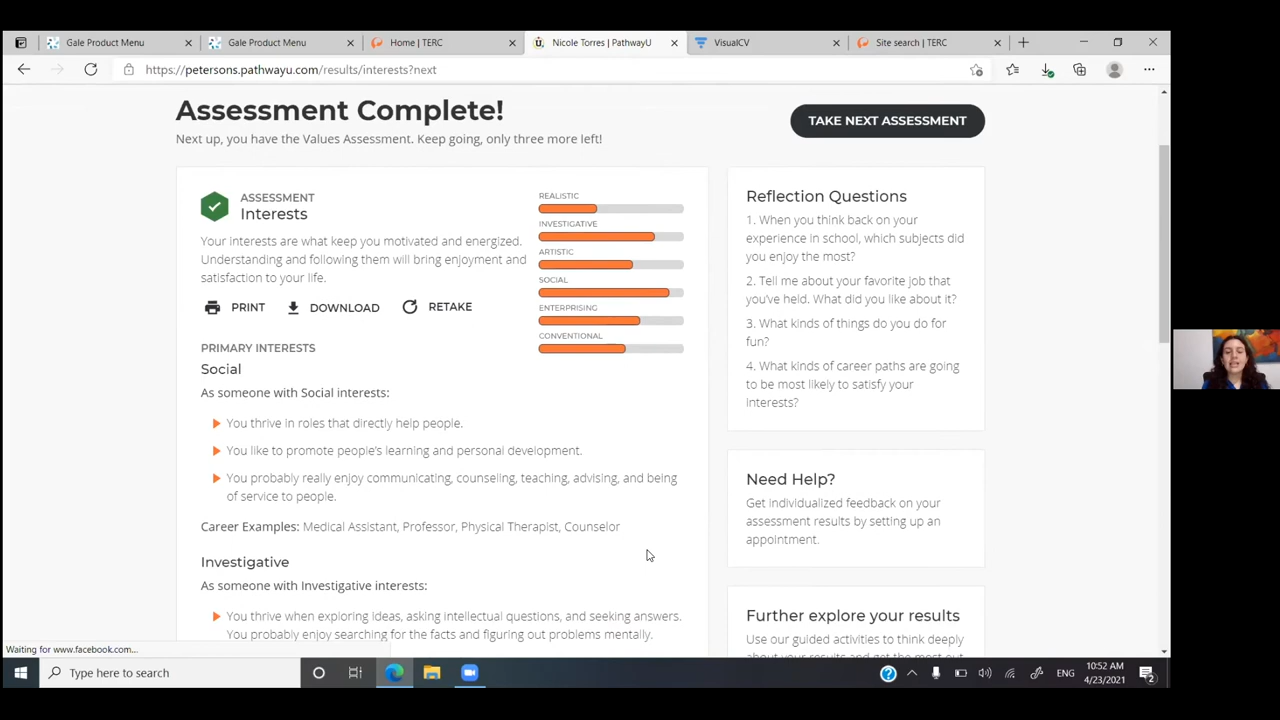 Gale Product Menu
Gale Product Menu
Home | TERC
Nicole Torres | PathwayU
VisualCV
Site search | TERC
https://petersons.pathwayu.com/results/interests?next
Assessment Complete!
Next up, you have the Values Assessment. Keep going, only three more left!
TAKE NEXT ASSESSMENT
ASSESSMENT
Interests
Your interests are what keep you motivated and energized.
Understanding and following them will bring enjoyment and
satisfaction to your life.
PRINT
DOWNLOAD
RETAKE
REALISTIC
INVESTIGATIVE
ARTISTIC
SOCIAL
ENTERPRISING
CONVENTIONAL
PRIMARY INTERESTS
Social
As someone with Social interests:
You thrive in roles that directly help people.
You like to promote people's learning and personal development.
You probably really enjoy communicating, counseling, teaching, advising, and being
of service to people.
Career Examples: Medical Assistant, Professor, Physical Therapist, Counselor
Investigative
As someone with Investigative interests:
You thrive when exploring ideas, asking intellectual questions, and seeking answers.
You probably enjoy searching for the facts and figuring out problems mentally.
Reflection Questions
1. When you think back on your
experience in school, which subjects did
you enjoy the most?
2. Tell me about your favorite job that
you've held. What did you like about it?
3. What kinds of things do you do for
fun?
4. What kinds of career paths are going
to be most likely to satisfy your
interests?
Need Help?
Get individualized feedback on your
assessment results by setting up an
appointment.
Further explore your results
Use our guided activities to think deeply
about your results and get the most out
Waiting for www.facebook.com...
Type here to search
ENG
10:52 AM
4/23/2021
2